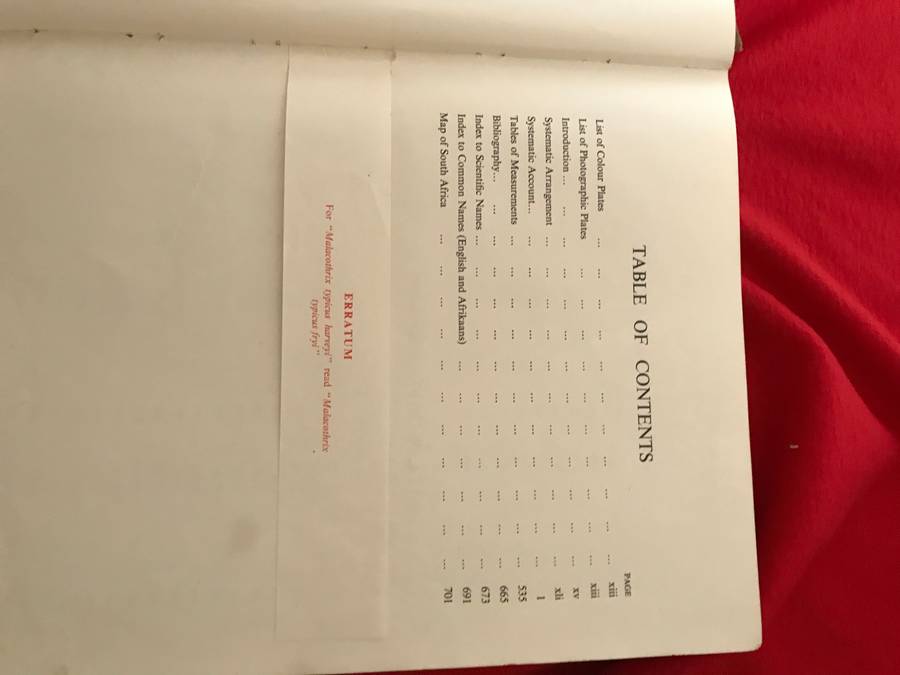 TABLE OF CONTENTS
PAGE
List of Colour Plates ... ... ... ... ... ... ... ... ... ... ... xiii
List of Photographic Plates ... ... ... ... ... ... ... ... ... ... xiii
Introduction ... ... ... ... ... ... ... ... ... ... ... ... ... xv
Systematic Arrangement ... ... ... ... ... ... ... ... ... ... ... xli
Systematic Account... ... ... ... ... ... ... ... ... ... ... ... 1
Tables of Measurements ... ... ... ... ... ... ... ... ... ... ... 535
Bibliography... ... ... ... ... ... ... ... ... ... ... ... ... 665
Index to Scientific Names ... ... ... ... ... ... ... ... ... ... ... 673
Index to Common Names (English and Afrikaans) ... ... ... ... ... ... ... 691
Map of South Africa ... ... ... ... ... ... ... ... ... ... ... 701
ERRATUM
For "Malacothrix typicus harveyi" read "Malacothrix
typicus fryi"